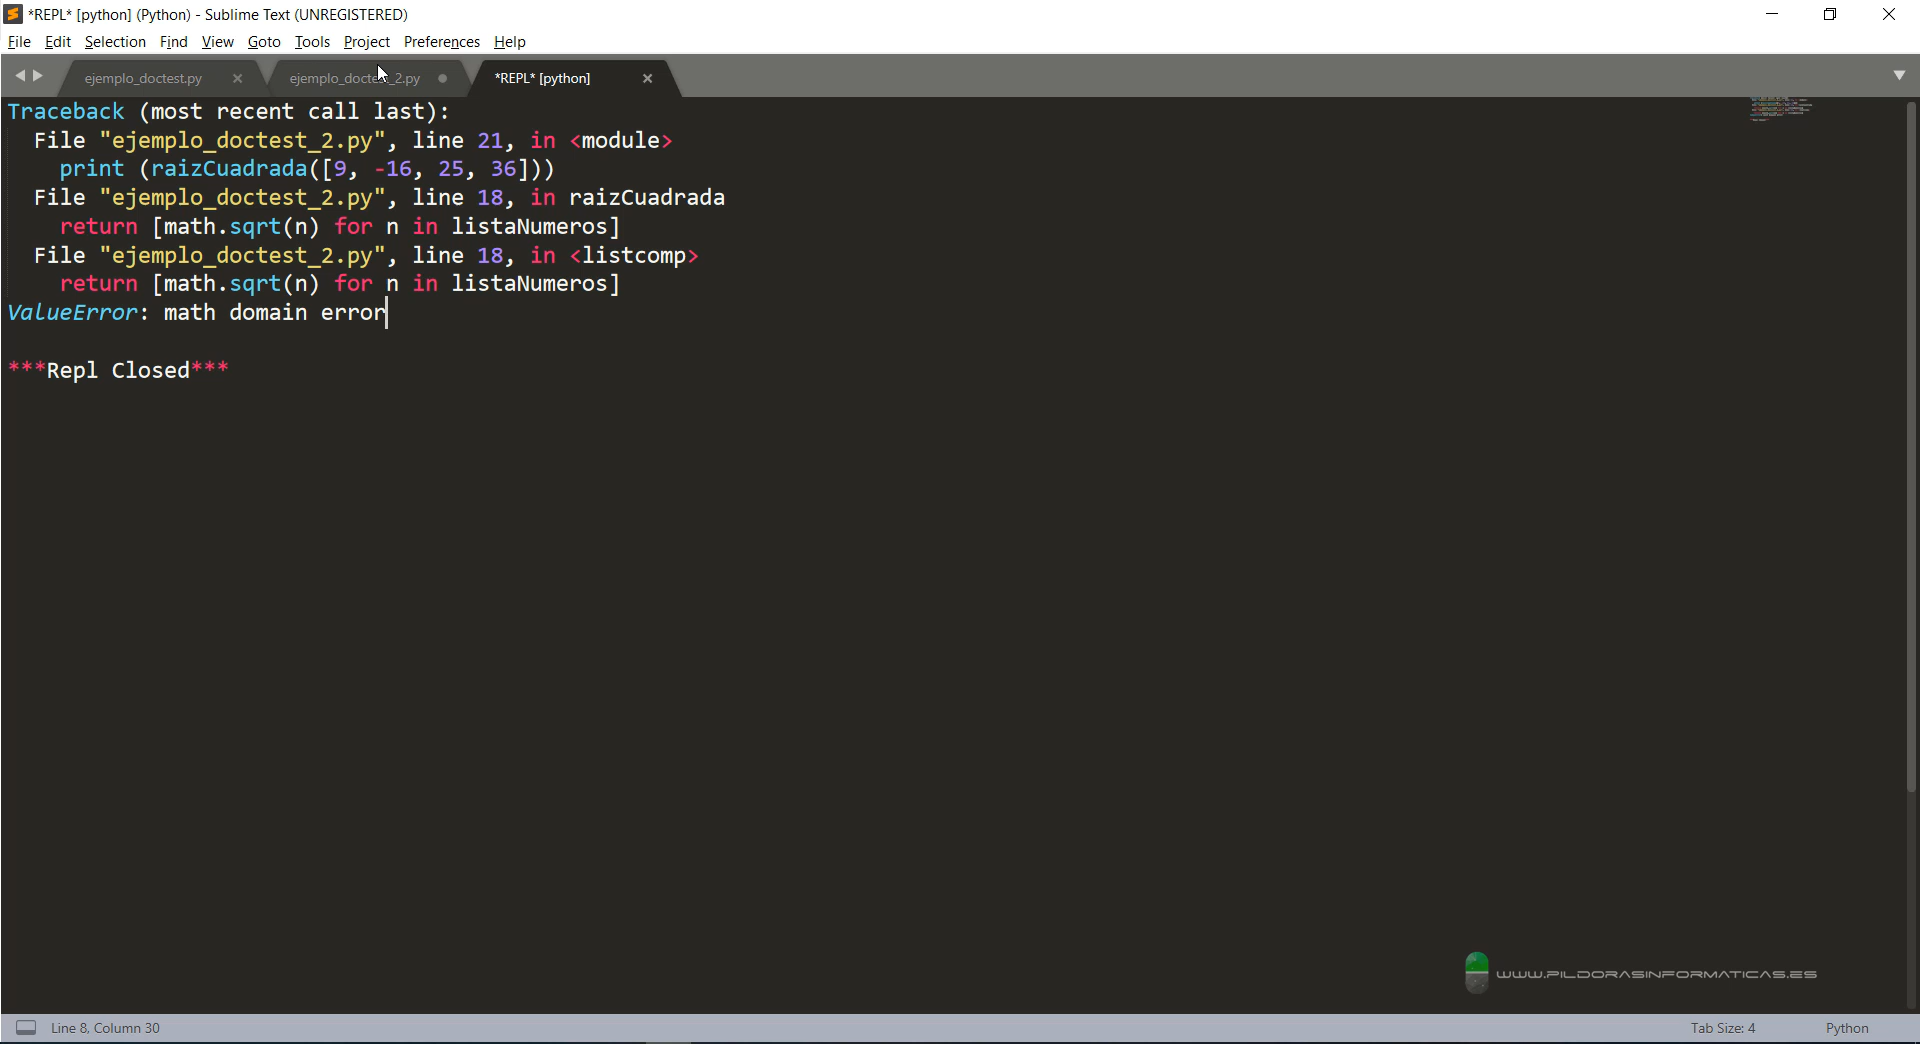 *REPL* [python] (Python) - Sublime Text (UNREGISTERED)
File Edit Selection Find View Goto Tools Project Preferences Help
ejemplo_doctest.py
ejemplo_doctest_2.py
*REPL* [python]
Traceback (most recent call last):
  File "ejemplo_doctest_2.py", line 21, in <module>
    print (raizCuadrada([9, -16, 25, 36]))
  File "ejemplo_doctest_2.py", line 18, in raizCuadrada
    return [math.sqrt(n) for n in listaNumeros]
  File "ejemplo_doctest_2.py", line 18, in <listcomp>
    return [math.sqrt(n) for n in listaNumeros]
ValueError: math domain error
***Repl Closed***
WWW.PILDORASINFORMATICAS.ES
Line 8, Column 30
Tab Size: 4
Python